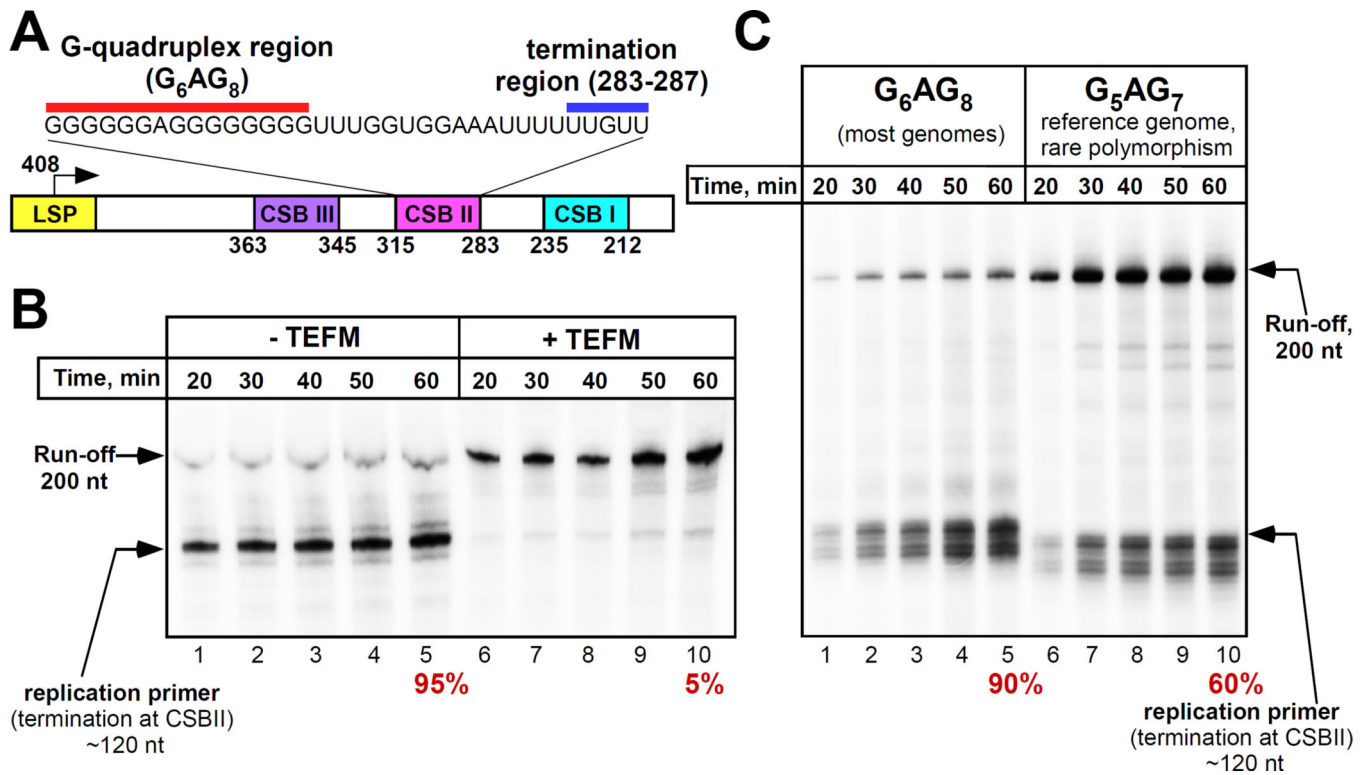 A
G-quadruplex region
(G₆AG₈)
termination
region (283-287)
GGGGGGAGGGGGGGGUUUGGUGGAAAUUUUUUGUU
408
LSP
CSB III
CSB II
CSB I
363
345
315
283
235
212
B
- TEFM
+ TEFM
Time, min
20 30 40 50 60 20 30 40 50 60
Run-off
200 nt
1 2 3 4 5 6 7 8 9 10
95%
5%
replication primer
(termination at CSBII)
~120 nt
C
G₆AG₈
(most genomes)
G₅AG₇
reference genome,
rare polymorphism
Time, min
20 30 40 50 60 20 30 40 50 60
Run-off,
200 nt
1 2 3 4 5 6 7 8 9 10
90%
60%
replication primer
(termination at CSBII)
~120 nt